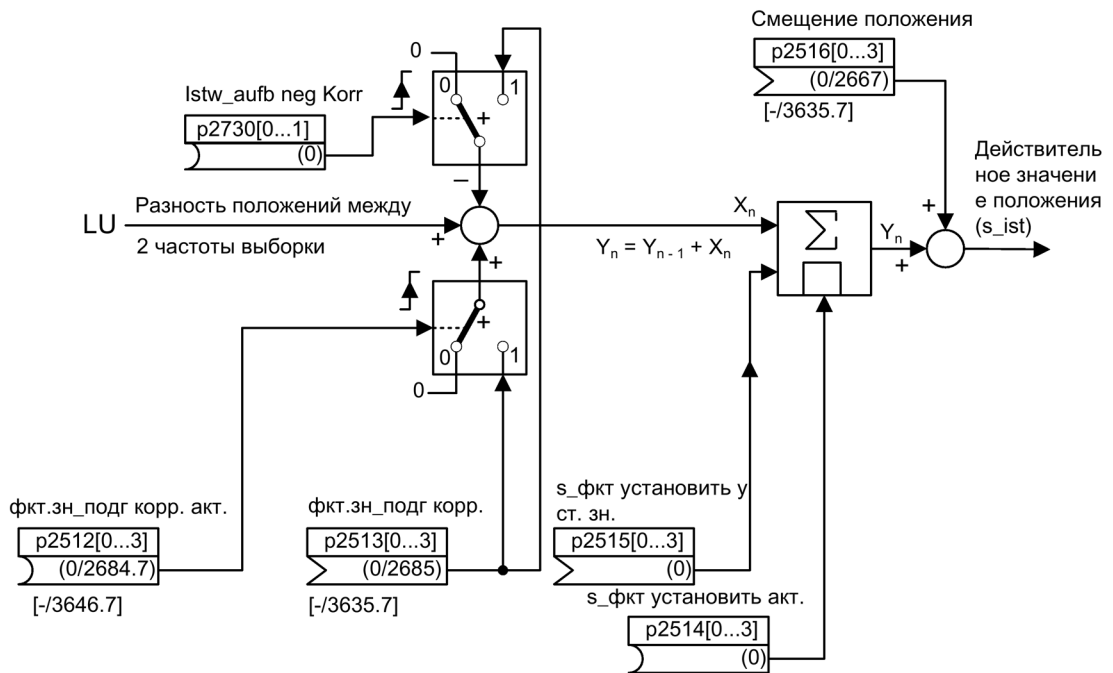 Смещение положения
p2516[0...3]
(0/2667)
[-/3635.7]
0
0
1
+
Istw_aufb neg Korr
p2730[0...1]
(0)
–
Действитель
ное значени
е положения
(s_ist)
LU
Разность положений между
2 частоты выборки
+
+
Xn
Yn = Yn - 1 + Xn
Σ
Yn
+
+
+
0
1
0
фкт.зн_подг корр. акт.
p2512[0...3]
(0/2684.7)
[-/3646.7]
фкт.зн_подг корр.
p2513[0...3]
(0/2685)
[-/3635.7]
s_фкт установить у
ст. зн.
p2515[0...3]
(0)
s_фкт установить акт.
p2514[0...3]
(0)